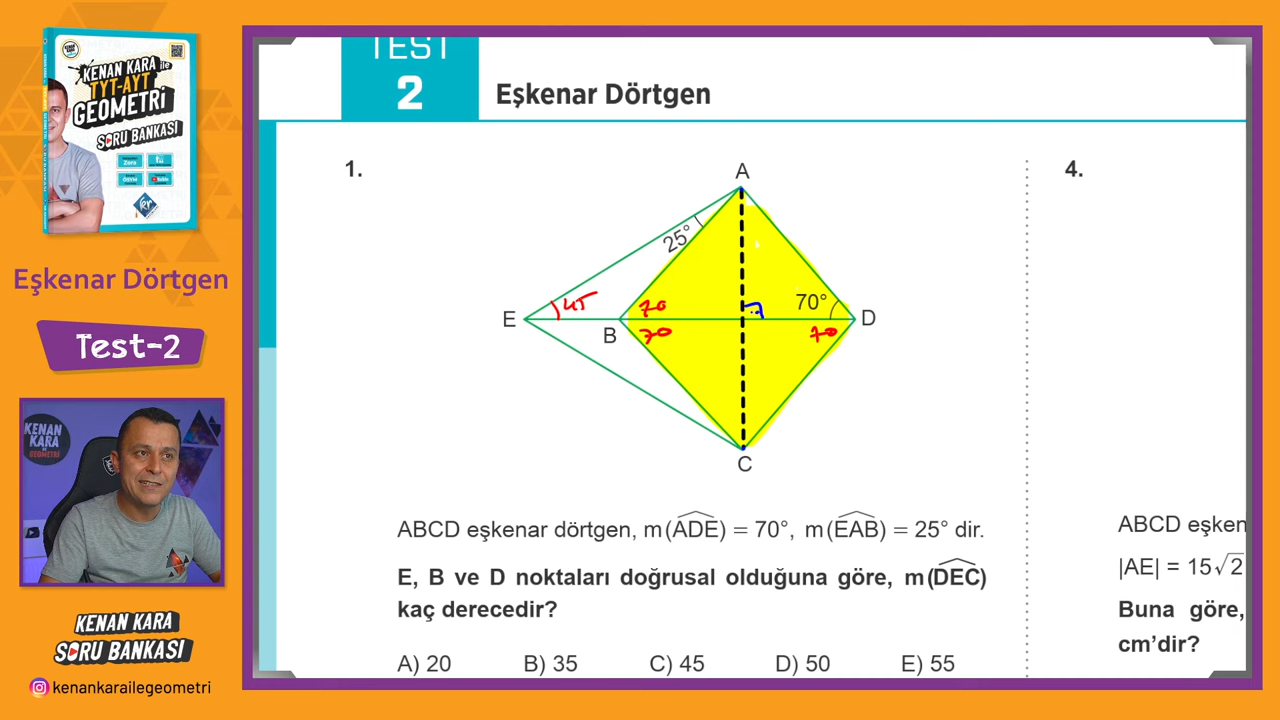 KENAN KARA ile
TYT-AYT
GEOMETRİ
SORU BANKASI
Eşkenar Dörtgen
Test-2
KENAN
KARA
GEOMETRİ
KENAN KARA
SORU BANKASI
kenankarailegeometri
TEST
2
Eşkenar Dörtgen
1.
4.
A
25°
45
70
70°
E
B
D
70
70
C
ABCD eşkenar dörtgen, m(ADE) = 70°, m(EAB) = 25° dir.
E, B ve D noktaları doğrusal olduğuna göre, m(DEC)
kaç derecedir?
A) 20 B) 35 C) 45 D) 50 E) 55
ABCD eşken
|AE| = 15√2
Buna göre,
cm'dir?